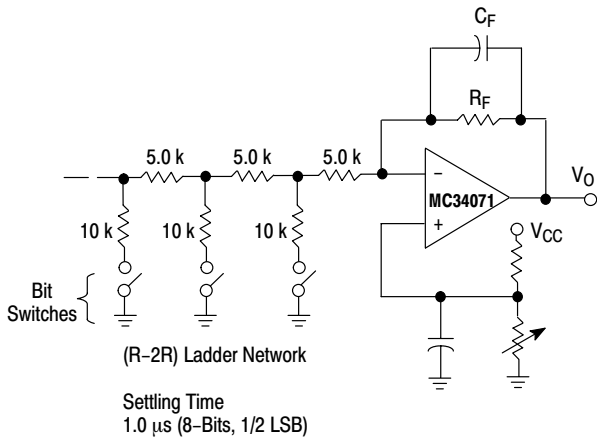 C_F
R_F
5.0 k
5.0 k
5.0 k
−
MC34071
+
V_O
V_CC
10 k
10 k
10 k
Bit
Switches
(R−2R) Ladder Network
Settling Time
1.0 μs (8−Bits, 1/2 LSB)